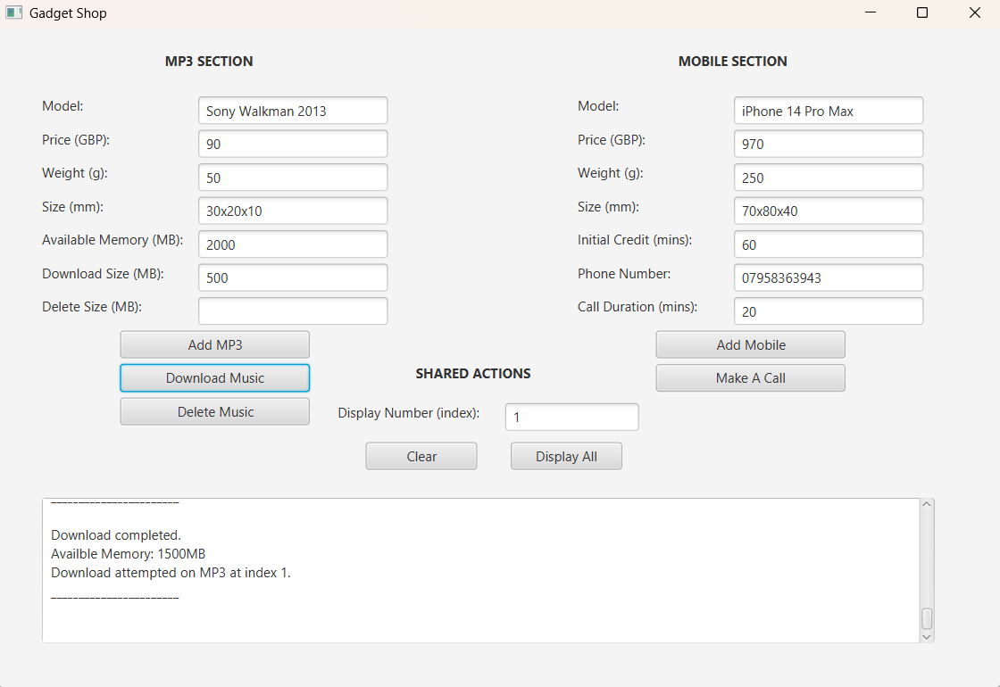 Gadget Shop
MP3 SECTION
Model:
Sony Walkman 2013
Price (GBP):
90
Weight (g):
50
Size (mm):
30x20x10
Available Memory (MB):
2000
Download Size (MB):
500
Delete Size (MB):
Add MP3
Download Music
Delete Music
MOBILE SECTION
Model:
iPhone 14 Pro Max
Price (GBP):
970
Weight (g):
250
Size (mm):
70x80x40
Initial Credit (mins):
60
Phone Number:
07958363943
Call Duration (mins):
20
Add Mobile
Make A Call
SHARED ACTIONS
Display Number (index):
1
Clear
Display All
________________________
Download completed.
Availble Memory: 1500MB
Download attempted on MP3 at index 1.
________________________